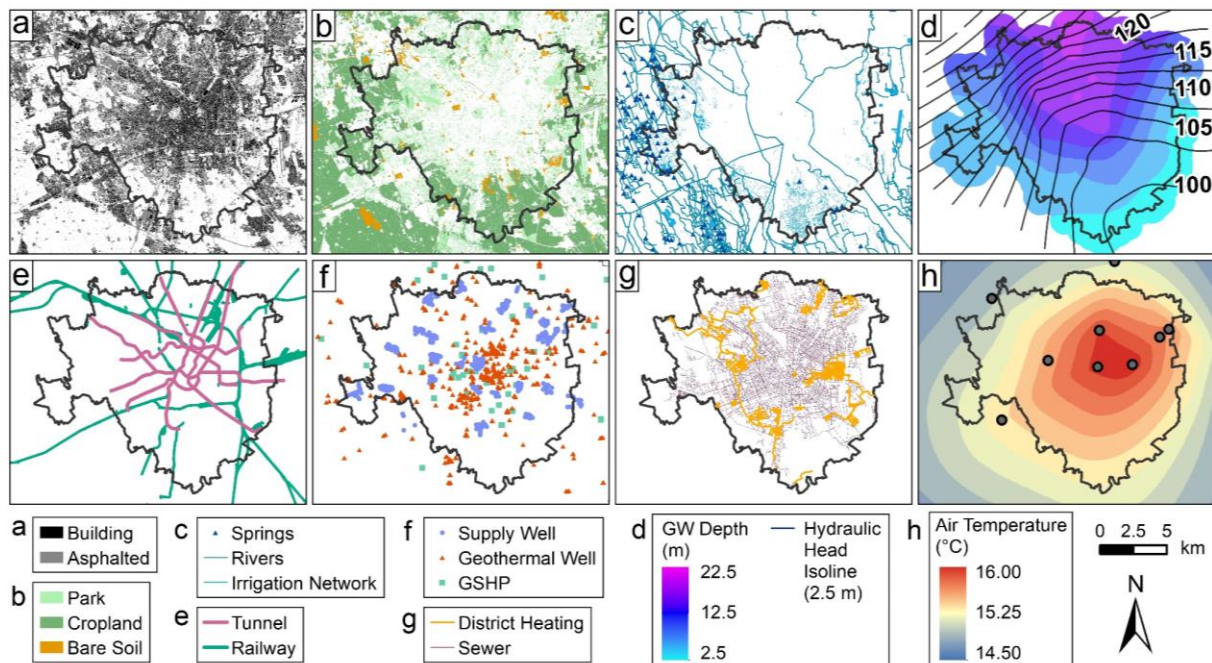 a
b
c
d
120
115
110
105
100
e
f
g
h
a
Building
Asphalted
b
Park
Cropland
Bare Soil
c
Springs
Rivers
Irrigation Network
e
Tunnel
Railway
f
Supply Well
Geothermal Well
GSHP
g
District Heating
Sewer
d
GW Depth
(m)
22.5
12.5
2.5
Hydraulic
Head
Isoline
(2.5 m)
h
Air Temperature
(°C)
16.00
15.25
14.50
0 2.5 5
km
N